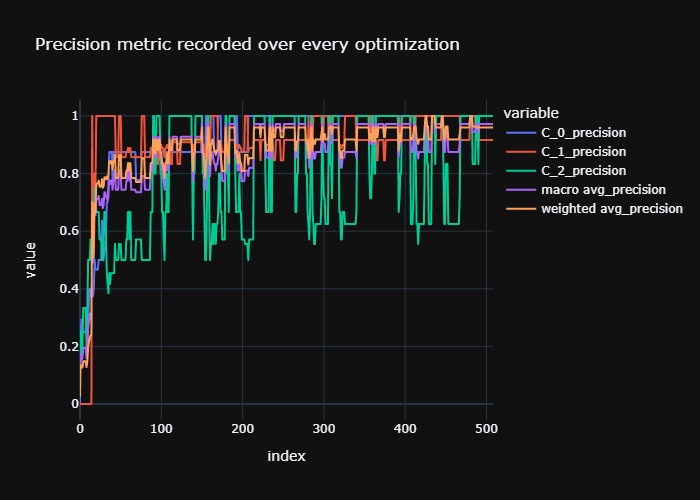 Precision metric recorded over every optimization
variable
C_0_precision
C_1_precision
C_2_precision
macro avg_precision
weighted avg_precision
1
0.8
0.6
0.4
0.2
0
value
0
100
200
300
400
500
index